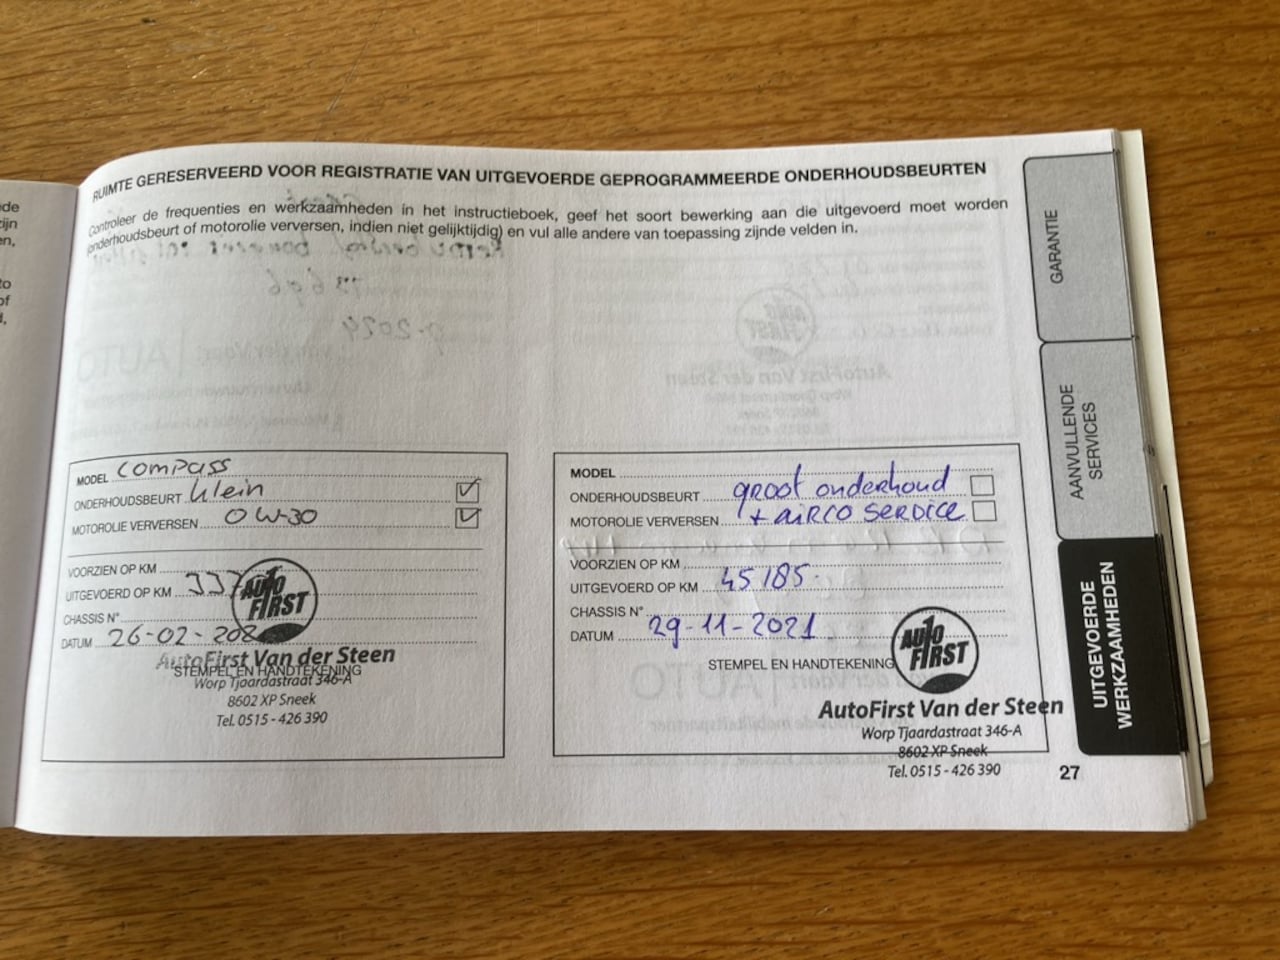 RUIMTE GERESERVEERD VOOR REGISTRATIE VAN UITGEVOERDE GEPROGRAMMEERDE ONDERHOUDSBEURTEN
Controleer de frequenties en werkzaamheden in het instructieboek, geef het soort bewerking aan die uitgevoerd moet worden
(onderhoudsbeurt of motorolie verversen, indien niet gelijktijdig) en vul alle andere van toepassing zijnde velden in.
MODEL Compass
ONDERHOUDSBEURT klein
MOTOROLIE VERVERSEN 0W-30
VOORZIEN OP KM
UITGEVOERD OP KM 337
CHASSIS N°
DATUM 26-02-202
AUTO FIRST
AutoFirst Van der Steen
STEMPEL EN HANDTEKENING
Worp Tjaardastraat 346-A
8602 XP Sneek
Tel. 0515 - 426 390
MODEL
ONDERHOUDSBEURT groot onderhoud
MOTOROLIE VERVERSEN + airco service
VOORZIEN OP KM
UITGEVOERD OP KM 45185.
CHASSIS N°
DATUM 29-11-2021
STEMPEL EN HANDTEKENING
AUTO FIRST
AutoFirst Van der Steen
Worp Tjaardastraat 346-A
8602 XP Sneek
Tel. 0515 - 426 390
27
GARANTIE
AANVULLENDE
SERVICES
UITGEVOERDE
WERKZAAMHEDEN